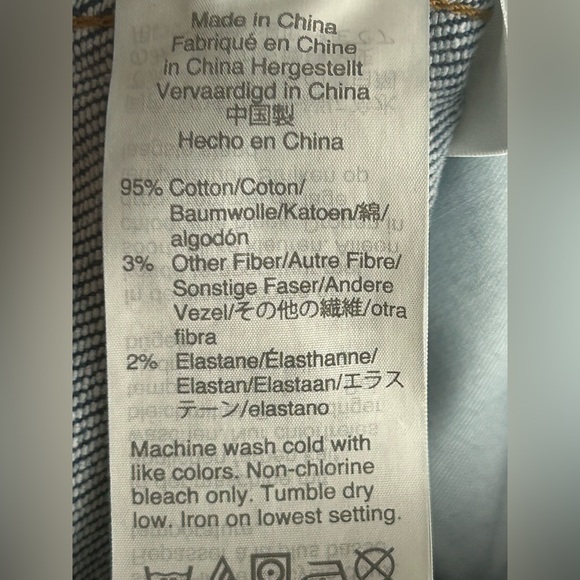 Made in China
Fabriqué en Chine
in China Hergestellt
Vervaardigd in China
中国製
Hecho en China
95% Cotton/Coton/
Baumwolle/Katoen/綿/
algodón
3% Other Fiber/Autre Fibre/
Sonstige Faser/Andere
Vezel/その他の繊維/otra
fibra
2% Elastane/Élasthanne/
Elastan/Elastaan/エラス
テーン/elastano
Machine wash cold with
like colors. Non-chlorine
bleach only. Tumble dry
low. Iron on lowest setting.